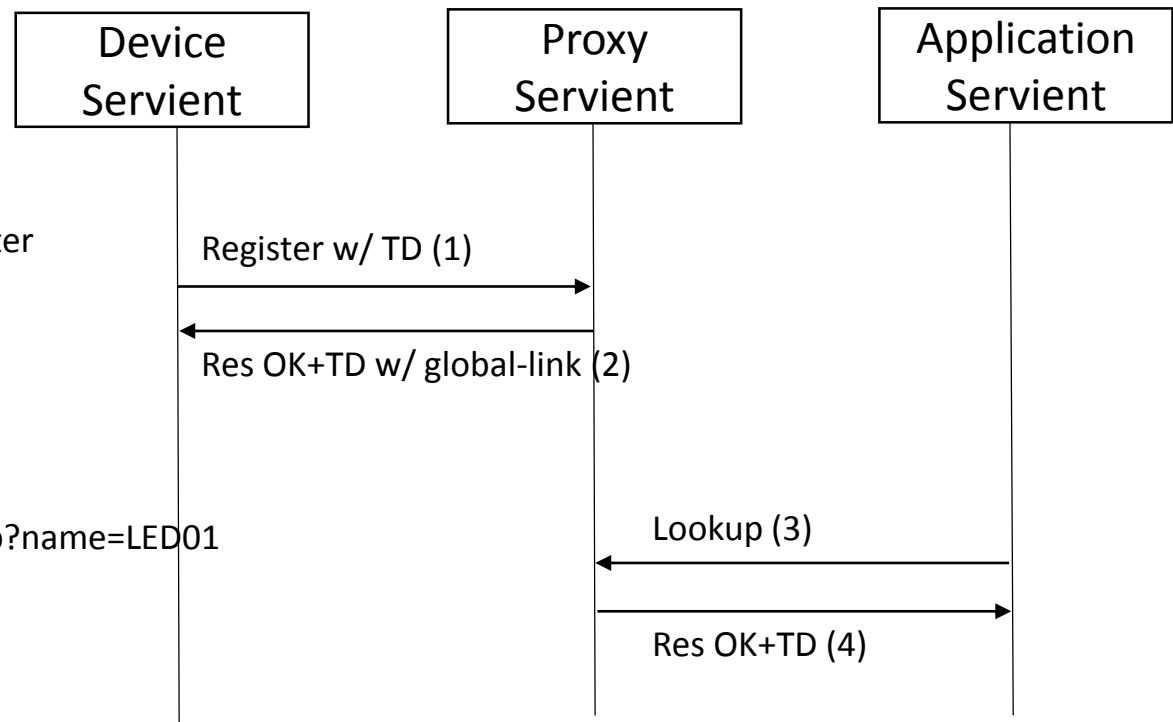 Device
Servient
Proxy
Servient
Application
Servient
ter
Register w/ TD (1)
Res OK+TD w/ global-link (2)
?name=LED01
Lookup (3)
Res OK+TD (4)